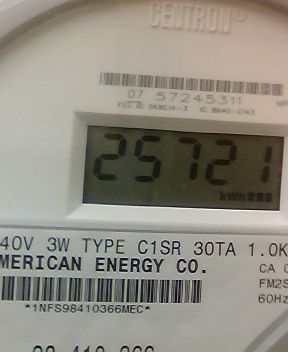 CENTRON®
07 57245311
25721
kWh
40V 3W TYPE C1SR 30TA 1.0K
MERICAN ENERGY CO.
CA 0
FM2S
60Hz
*1NFS98410366MEC*